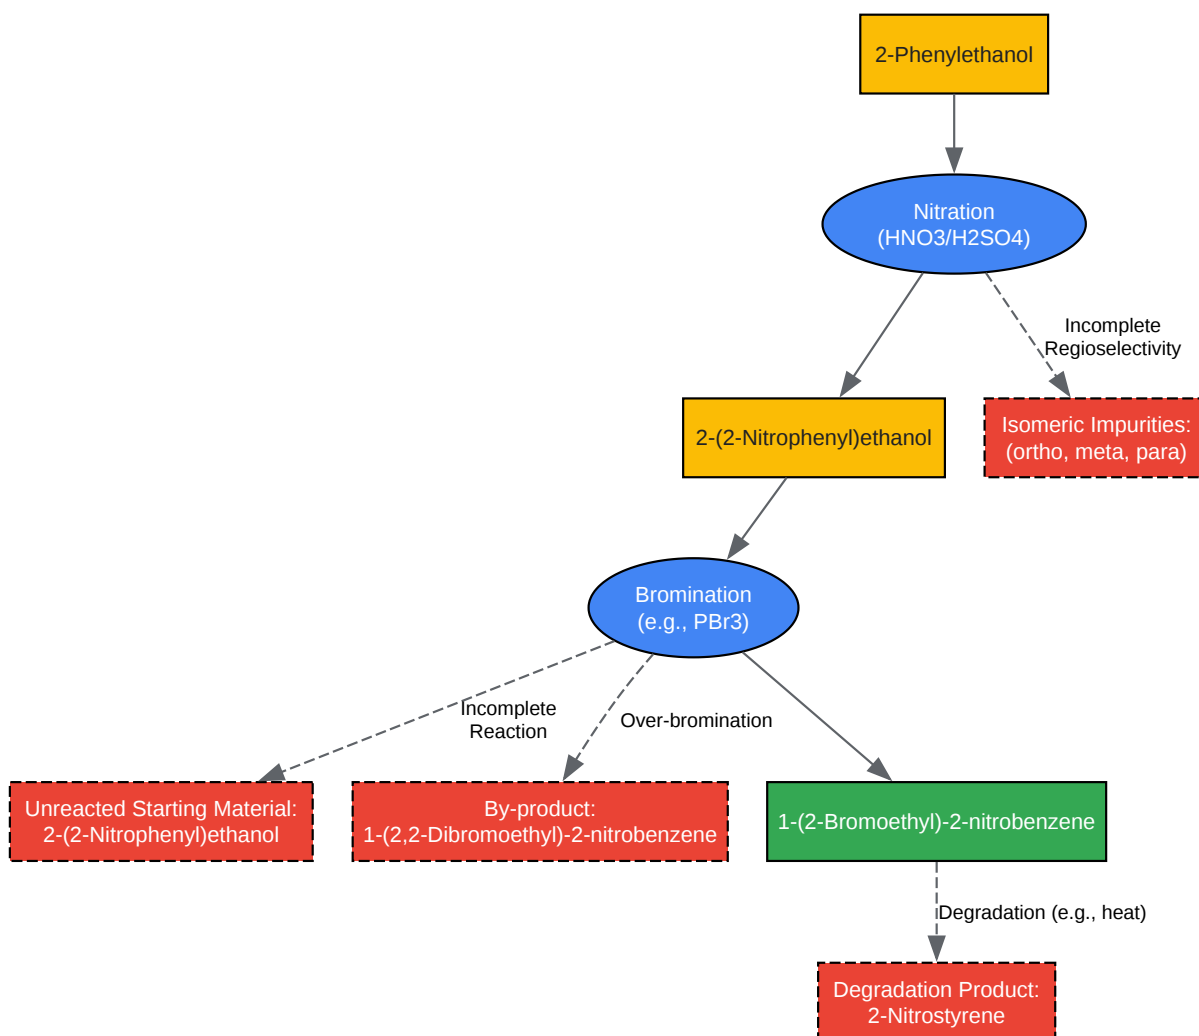 2-Phenylethanol
Nitration
(HNO3/H2SO4)
Incomplete
Regioselectivity
2-(2-Nitrophenyl)ethanol
Isomeric Impurities:
(ortho, meta, para)
Bromination
(e.g., PBr3)
Incomplete
Reaction
Over-bromination
Unreacted Starting Material:
2-(2-Nitrophenyl)ethanol
By-product:
1-(2,2-Dibromoethyl)-2-nitrobenzene
1-(2-Bromoethyl)-2-nitrobenzene
Degradation (e.g., heat)
Degradation Product:
2-Nitrostyrene